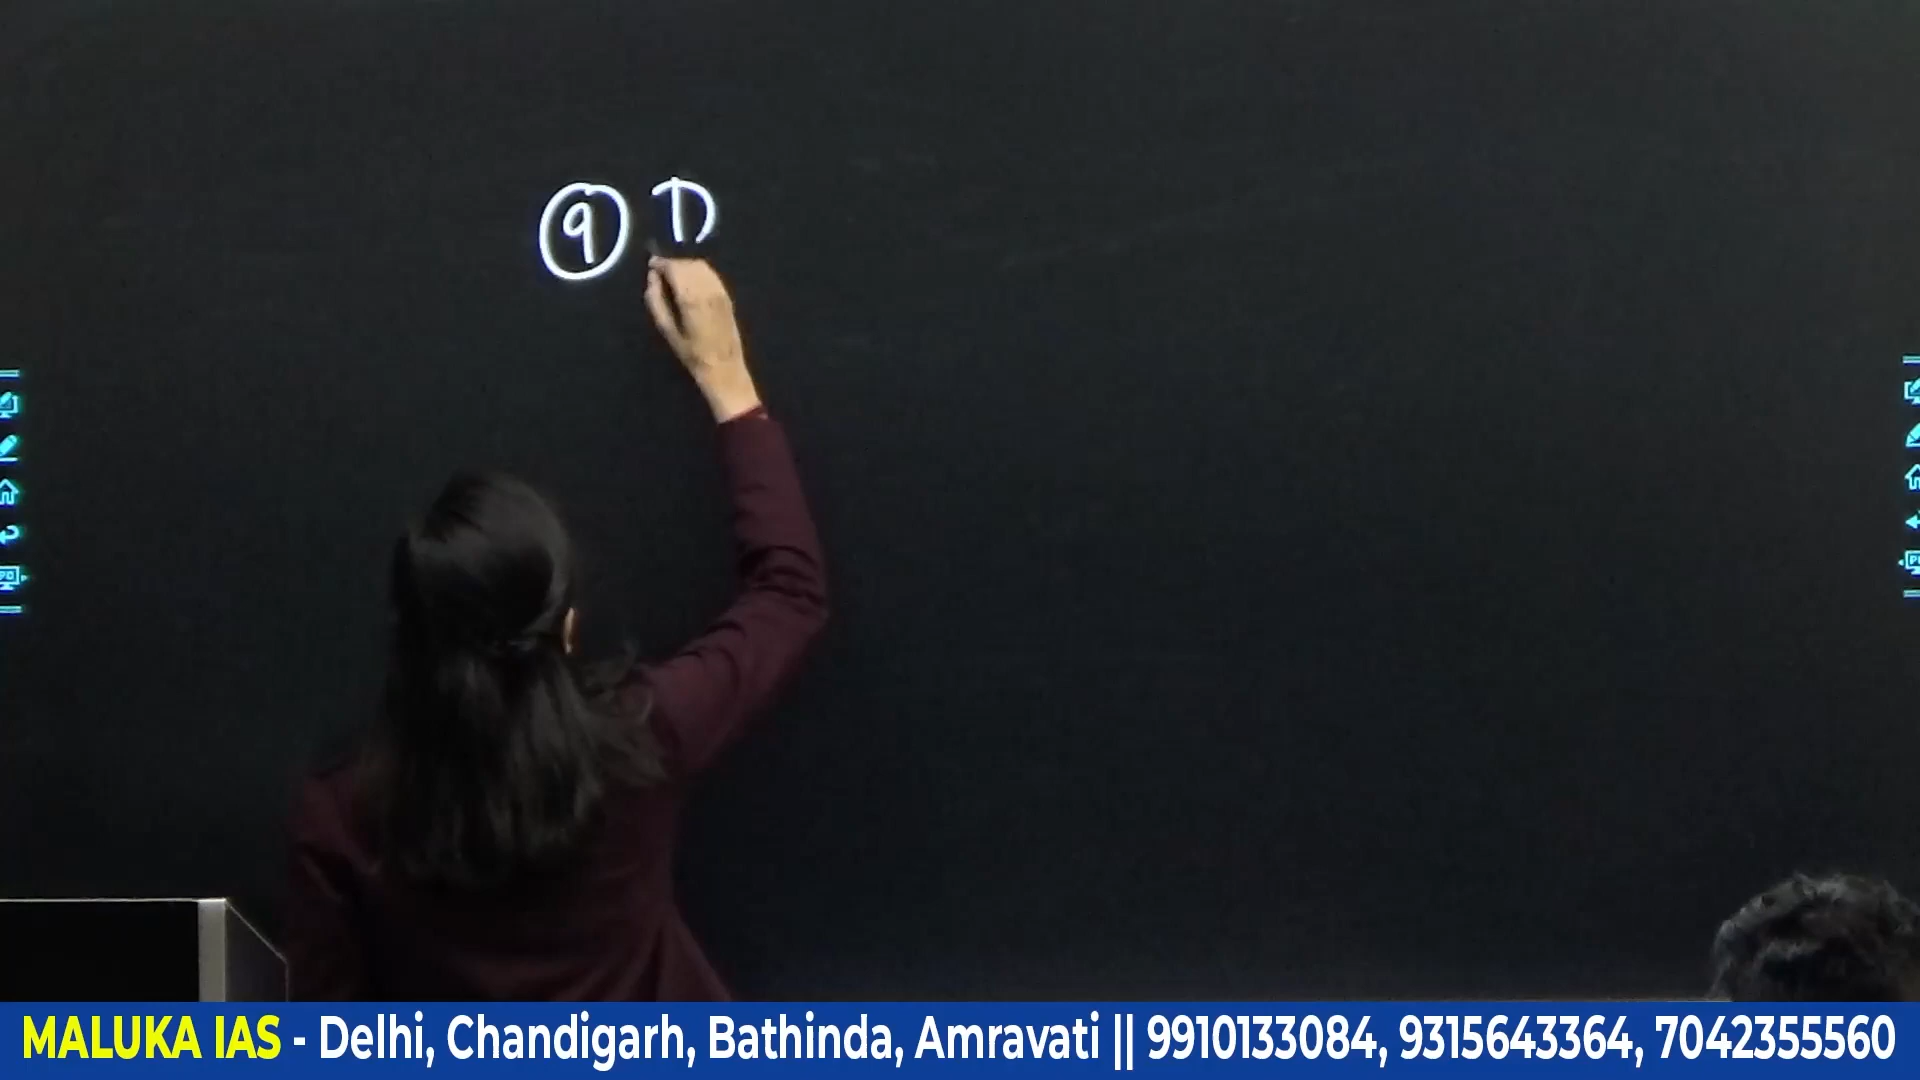 9 D
MALUKA IAS - Delhi, Chandigarh, Bathinda, Amravati || 9910133084, 9315643364, 7042355560